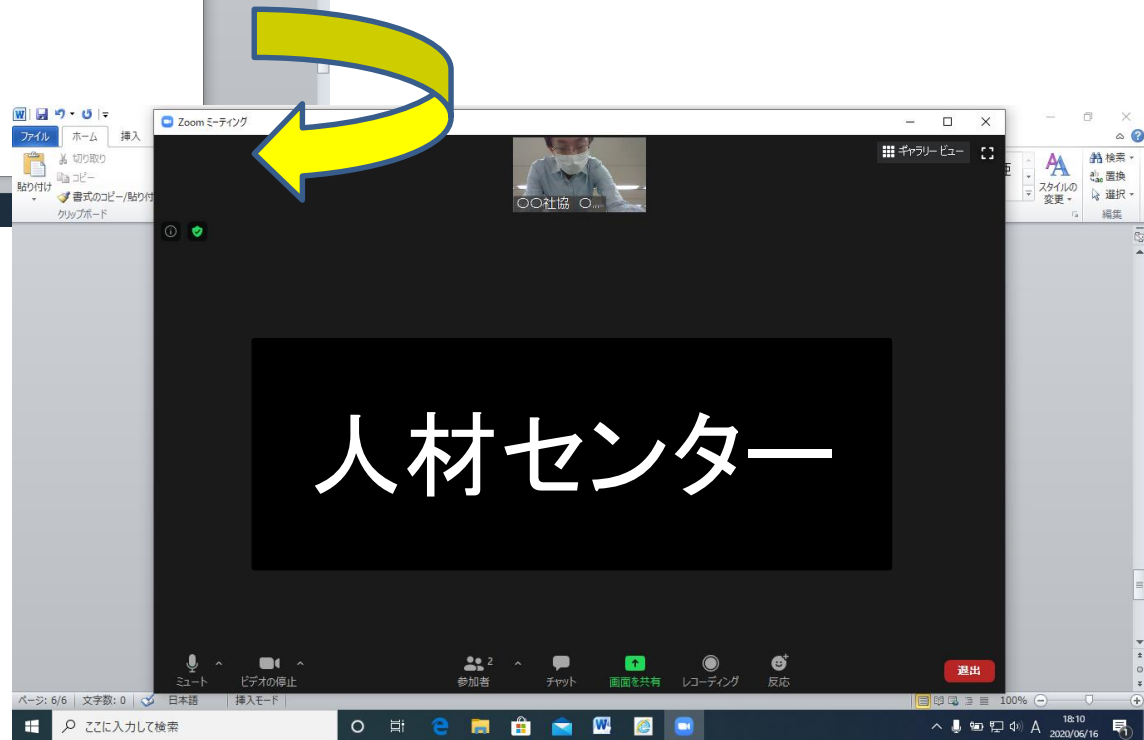 Zoom ミーティング
ファイル ホーム 挿入
切り取り
コピー
貼り付け
書式のコピー/貼り付
クリップボード
ギャラリー ビュー
〇〇社協 〇...
スタイルの
変更
検索
置換
選択
編集
人材センター
ミュート ビデオの停止 参加者 2 チャット 画面を共有 レコーディング 反応 退出
ページ: 6/6 文字数: 0 日本語 挿入モード 100%
ここに入力して検索
A 18:10
2020/06/16